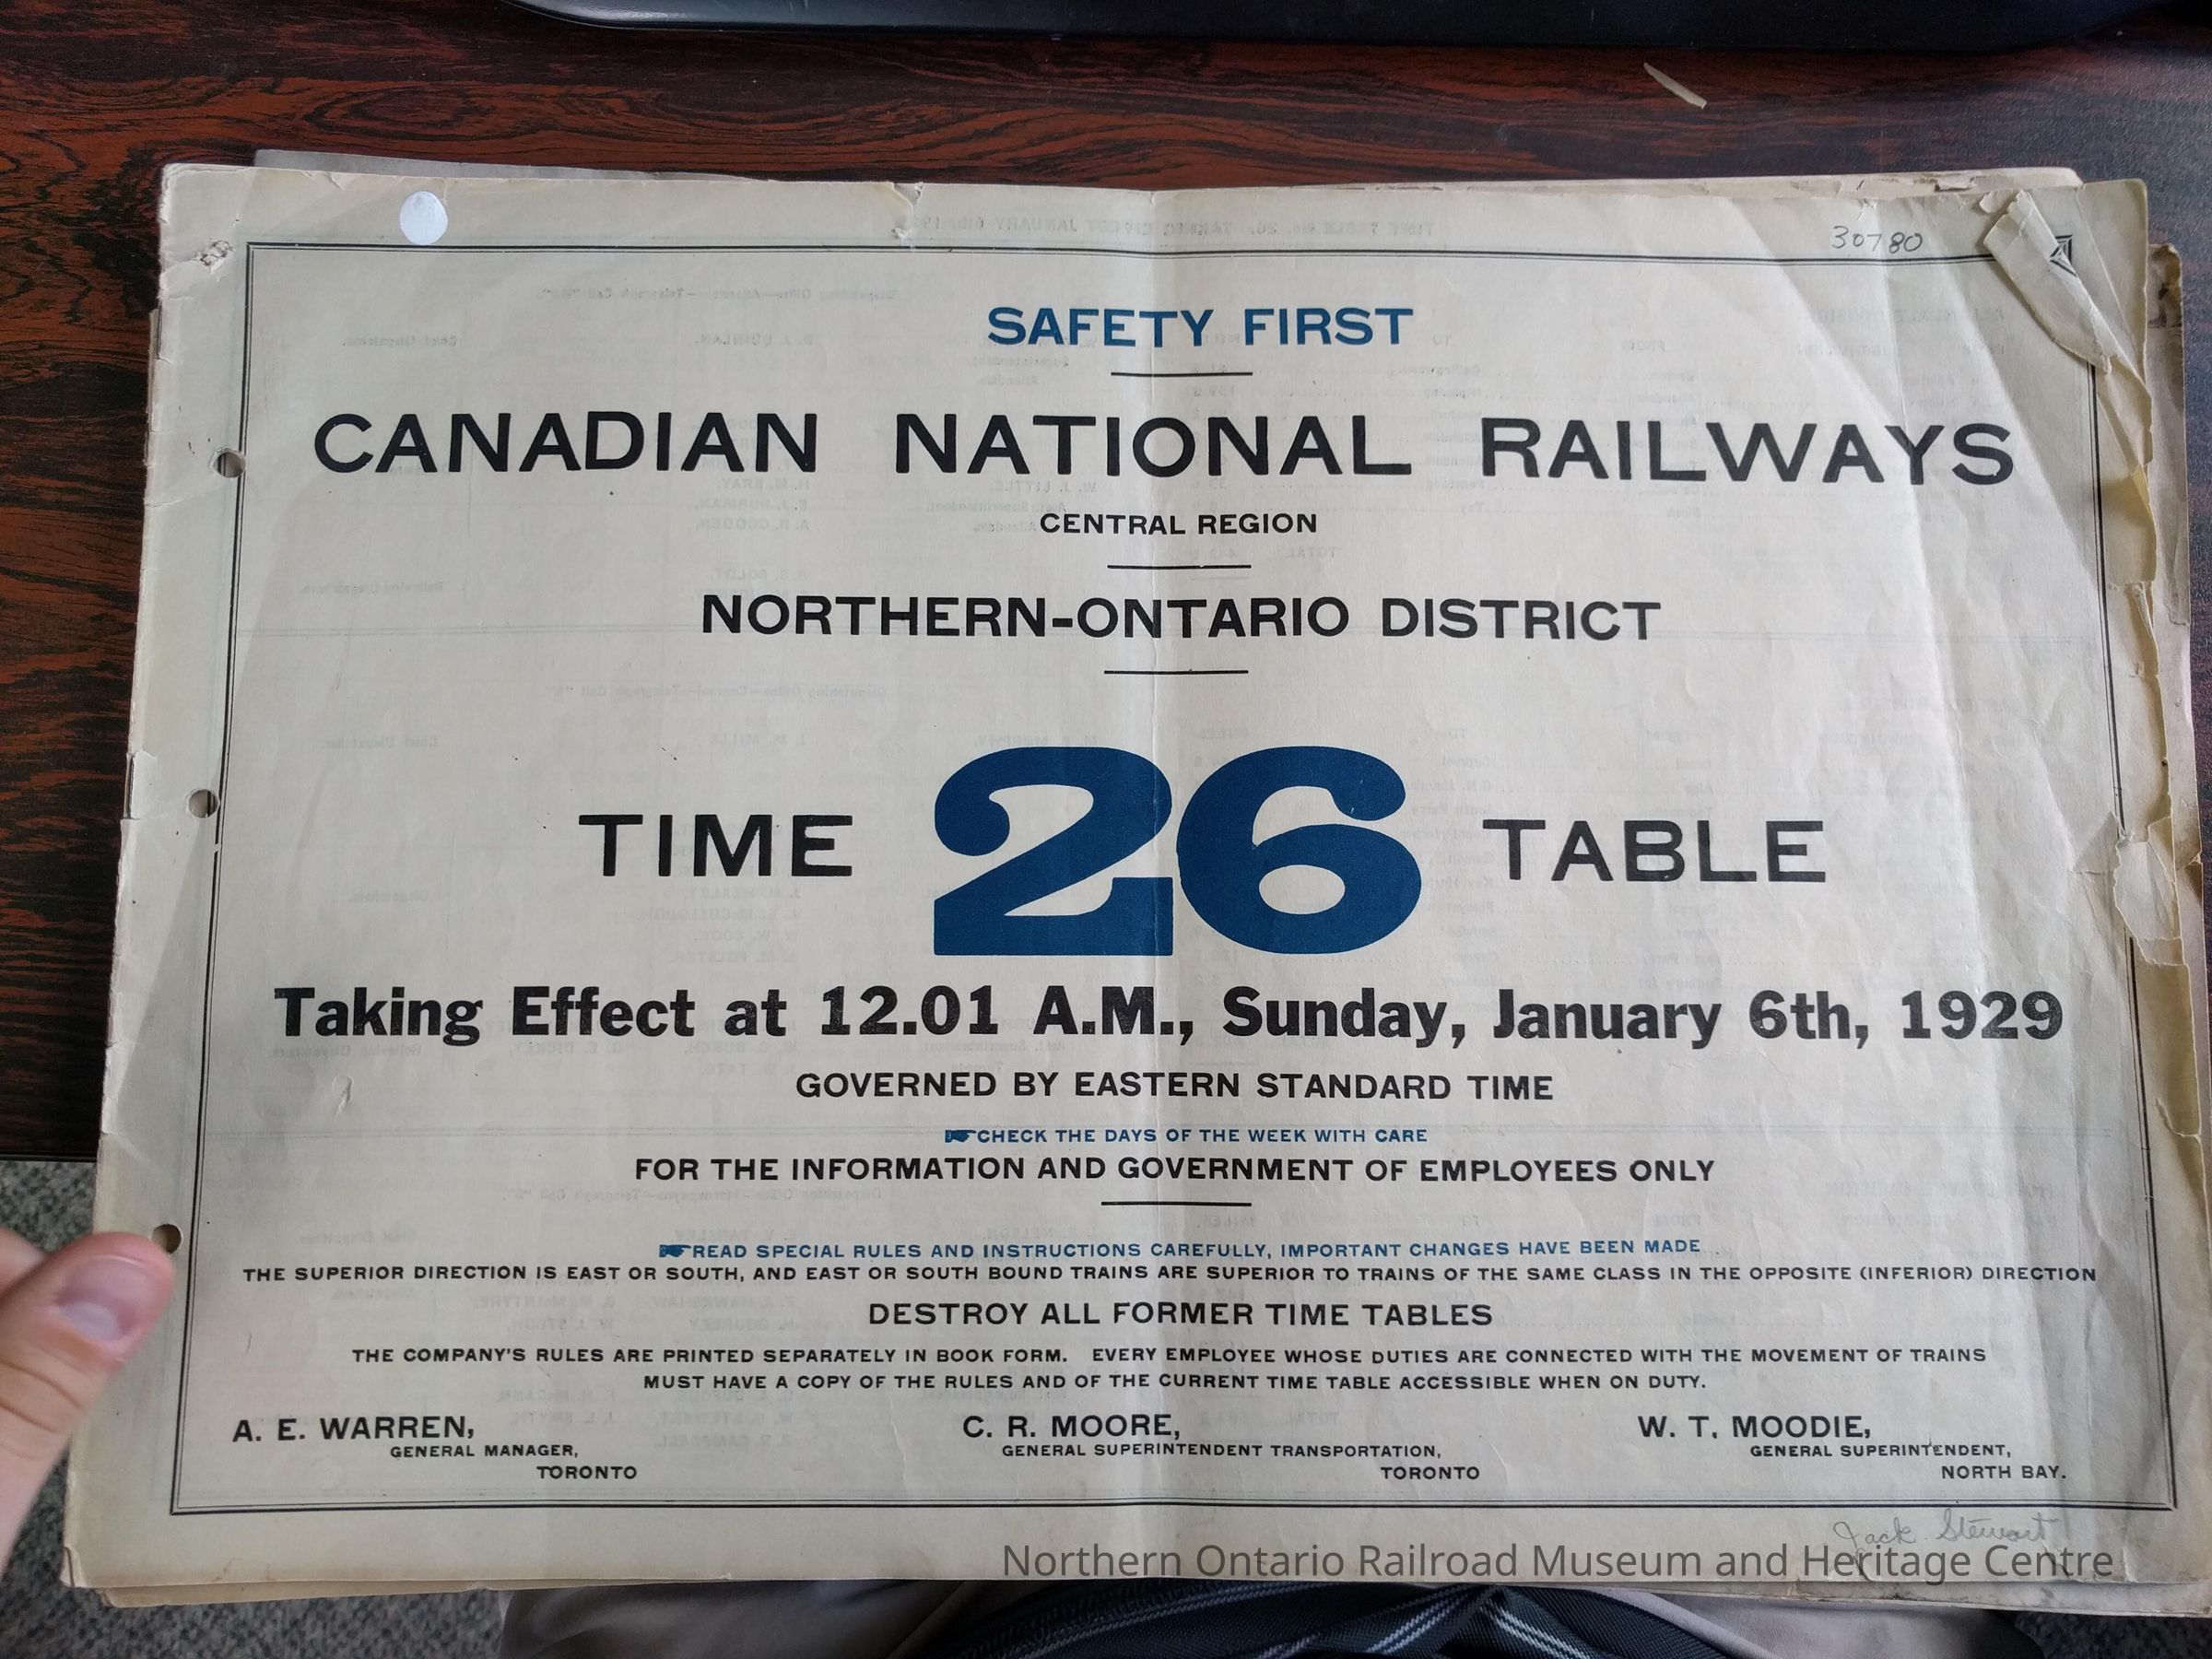 30780
SAFETY FIRST
CANADIAN NATIONAL RAILWAYS
CENTRAL REGION
NORTHERN-ONTARIO DISTRICT
TIME 26 TABLE
Taking Effect at 12.01 A.M., Sunday, January 6th, 1929
GOVERNED BY EASTERN STANDARD TIME
CHECK THE DAYS OF THE WEEK WITH CARE
FOR THE INFORMATION AND GOVERNMENT OF EMPLOYEES ONLY
READ SPECIAL RULES AND INSTRUCTIONS CAREFULLY, IMPORTANT CHANGES HAVE BEEN MADE
THE SUPERIOR DIRECTION IS EAST OR SOUTH, AND EAST OR SOUTH BOUND TRAINS ARE SUPERIOR TO TRAINS OF THE SAME CLASS IN THE OPPOSITE (INFERIOR) DIRECTION
DESTROY ALL FORMER TIME TABLES
THE COMPANY'S RULES ARE PRINTED SEPARATELY IN BOOK FORM. EVERY EMPLOYEE WHOSE DUTIES ARE CONNECTED WITH THE MOVEMENT OF TRAINS
MUST HAVE A COPY OF THE RULES AND OF THE CURRENT TIME TABLE ACCESSIBLE WHEN ON DUTY.
A. E. WARREN, C. R. MOORE, W. T. MOODIE,
GENERAL MANAGER, GENERAL SUPERINTENDENT TRANSPORTATION, GENERAL SUPERINTENDENT,
TORONTO TORONTO NORTH BAY.
Jack Stewart
Northern Ontario Railroad Museum and Heritage Centre